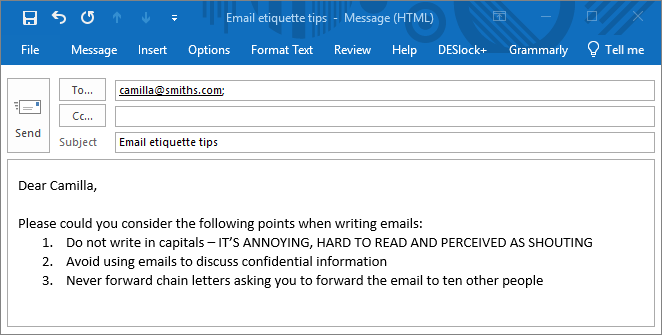 Email etiquette tips - Message (HTML)
File Message Insert Options Format Text Review Help DESlock+ Grammarly Tell me
To... camilla@smiths.com;
Cc...
Send
Subject Email etiquette tips
Dear Camilla,
Please could you consider the following points when writing emails:
1. Do not write in capitals – IT'S ANNOYING, HARD TO READ AND PERCEIVED AS SHOUTING
2. Avoid using emails to discuss confidential information
3. Never forward chain letters asking you to forward the email to ten other people